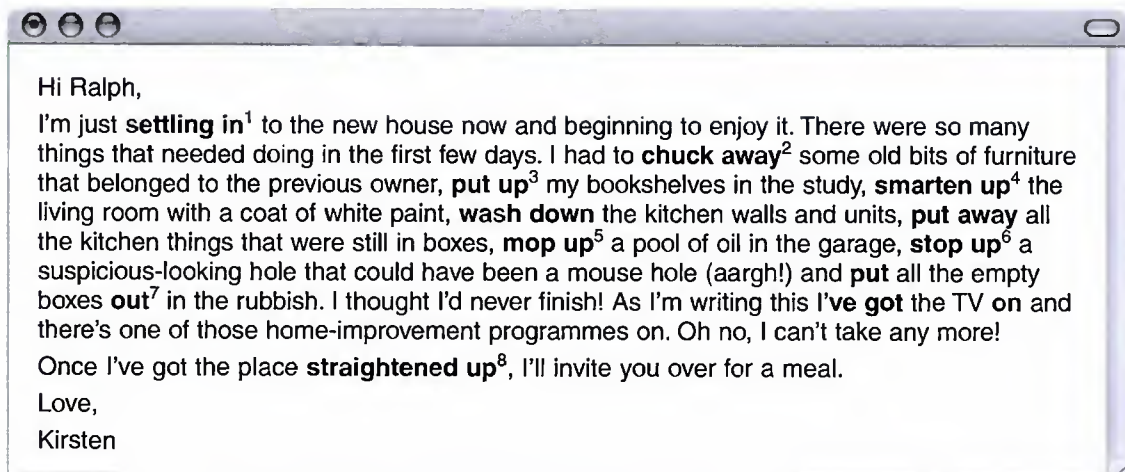 Hi Ralph,
I'm just settling in¹ to the new house now and beginning to enjoy it. There were so many
things that needed doing in the first few days. I had to chuck away² some old bits of furniture
that belonged to the previous owner, put up³ my bookshelves in the study, smarten up⁴ the
living room with a coat of white paint, wash down the kitchen walls and units, put away all
the kitchen things that were still in boxes, mop up⁵ a pool of oil in the garage, stop up⁶ a
suspicious-looking hole that could have been a mouse hole (aargh!) and put all the empty
boxes out⁷ in the rubbish. I thought I'd never finish! As I'm writing this I've got the TV on and
there's one of those home-improvement programmes on. Oh no, I can't take any more!
Once I've got the place straightened up⁸, I'll invite you over for a meal.
Love,
Kirsten